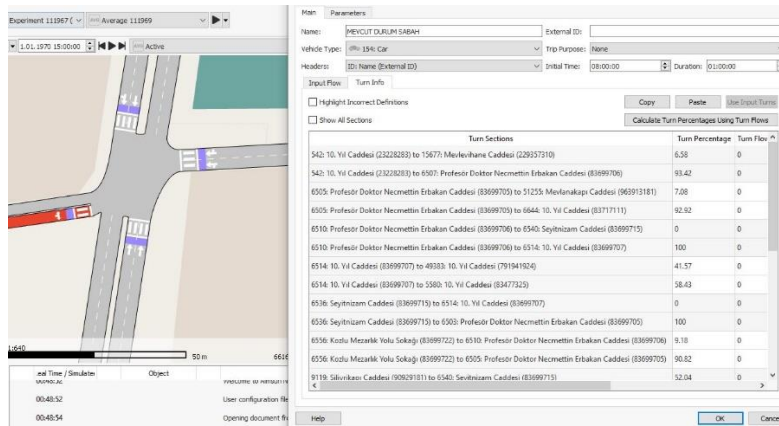 Experiment 111967 (
Average 111969
1.01.1970 15:00:00
Active
1:640
50 m
6616
eal Time / Simulatec
Object
00:48:52
User configuration file
00:48:54
Opening document fr
Main
Parameters
Name:
MEVCUT DURUM SABAH
External ID:
Vehicle Type:
154: Car
Trip Purpose:
None
Headers:
ID: Name (External ID)
Initial Time:
08:00:00
Duration:
01:00:00
Input Flow
Turn Info
Highlight Incorrect Definitions
Copy
Paste
Use Input Turns
Show All Sections
Calculate Turn Percentages Using Turn Flows
Turn Sections
Turn Percentage
Turn Flov
542: 10. Yıl Caddesi (23228283) to 15677: Mevlevihane Caddesi (229357310)
6.58
0
542: 10. Yıl Caddesi (23228283) to 6507: Profesör Doktor Necmettin Erbakan Caddesi (83699706)
93.42
0
6505: Profesör Doktor Necmettin Erbakan Caddesi (83699705) to 51255: Mevlanakapı Caddesi (963913181)
7.08
0
6505: Profesör Doktor Necmettin Erbakan Caddesi (83699705) to 6644: 10. Yıl Caddesi (83717111)
92.92
0
6510: Profesör Doktor Necmettin Erbakan Caddesi (83699706) to 6540: Seyitnizam Caddesi (83699715)
0
0
6510: Profesör Doktor Necmettin Erbakan Caddesi (83699706) to 6514: 10. Yıl Caddesi (83699707)
100
0
6514: 10. Yıl Caddesi (83699707) to 49383: 10. Yıl Caddesi (791941924)
41.57
0
6514: 10. Yıl Caddesi (83699707) to 5580: 10. Yıl Caddesi (83477325)
58.43
0
6536: Seyitnizam Caddesi (83699715) to 6514: 10. Yıl Caddesi (83699707)
0
0
6536: Seyitnizam Caddesi (83699715) to 6503: Profesör Doktor Necmettin Erbakan Caddesi (83699705)
100
0
6556: Kozlu Mezarlık Yolu Sokağı (83699722) to 6510: Profesör Doktor Necmettin Erbakan Caddesi (83699706)
9.18
0
6556: Kozlu Mezarlık Yolu Sokağı (83699722) to 6505: Profesör Doktor Necmettin Erbakan Caddesi (83699705)
90.82
0
9119: Silivrikapı Caddesi (90929181) to 6540: Seyitnizam Caddesi (83699715)
52.04
0
Help
OK
Cance